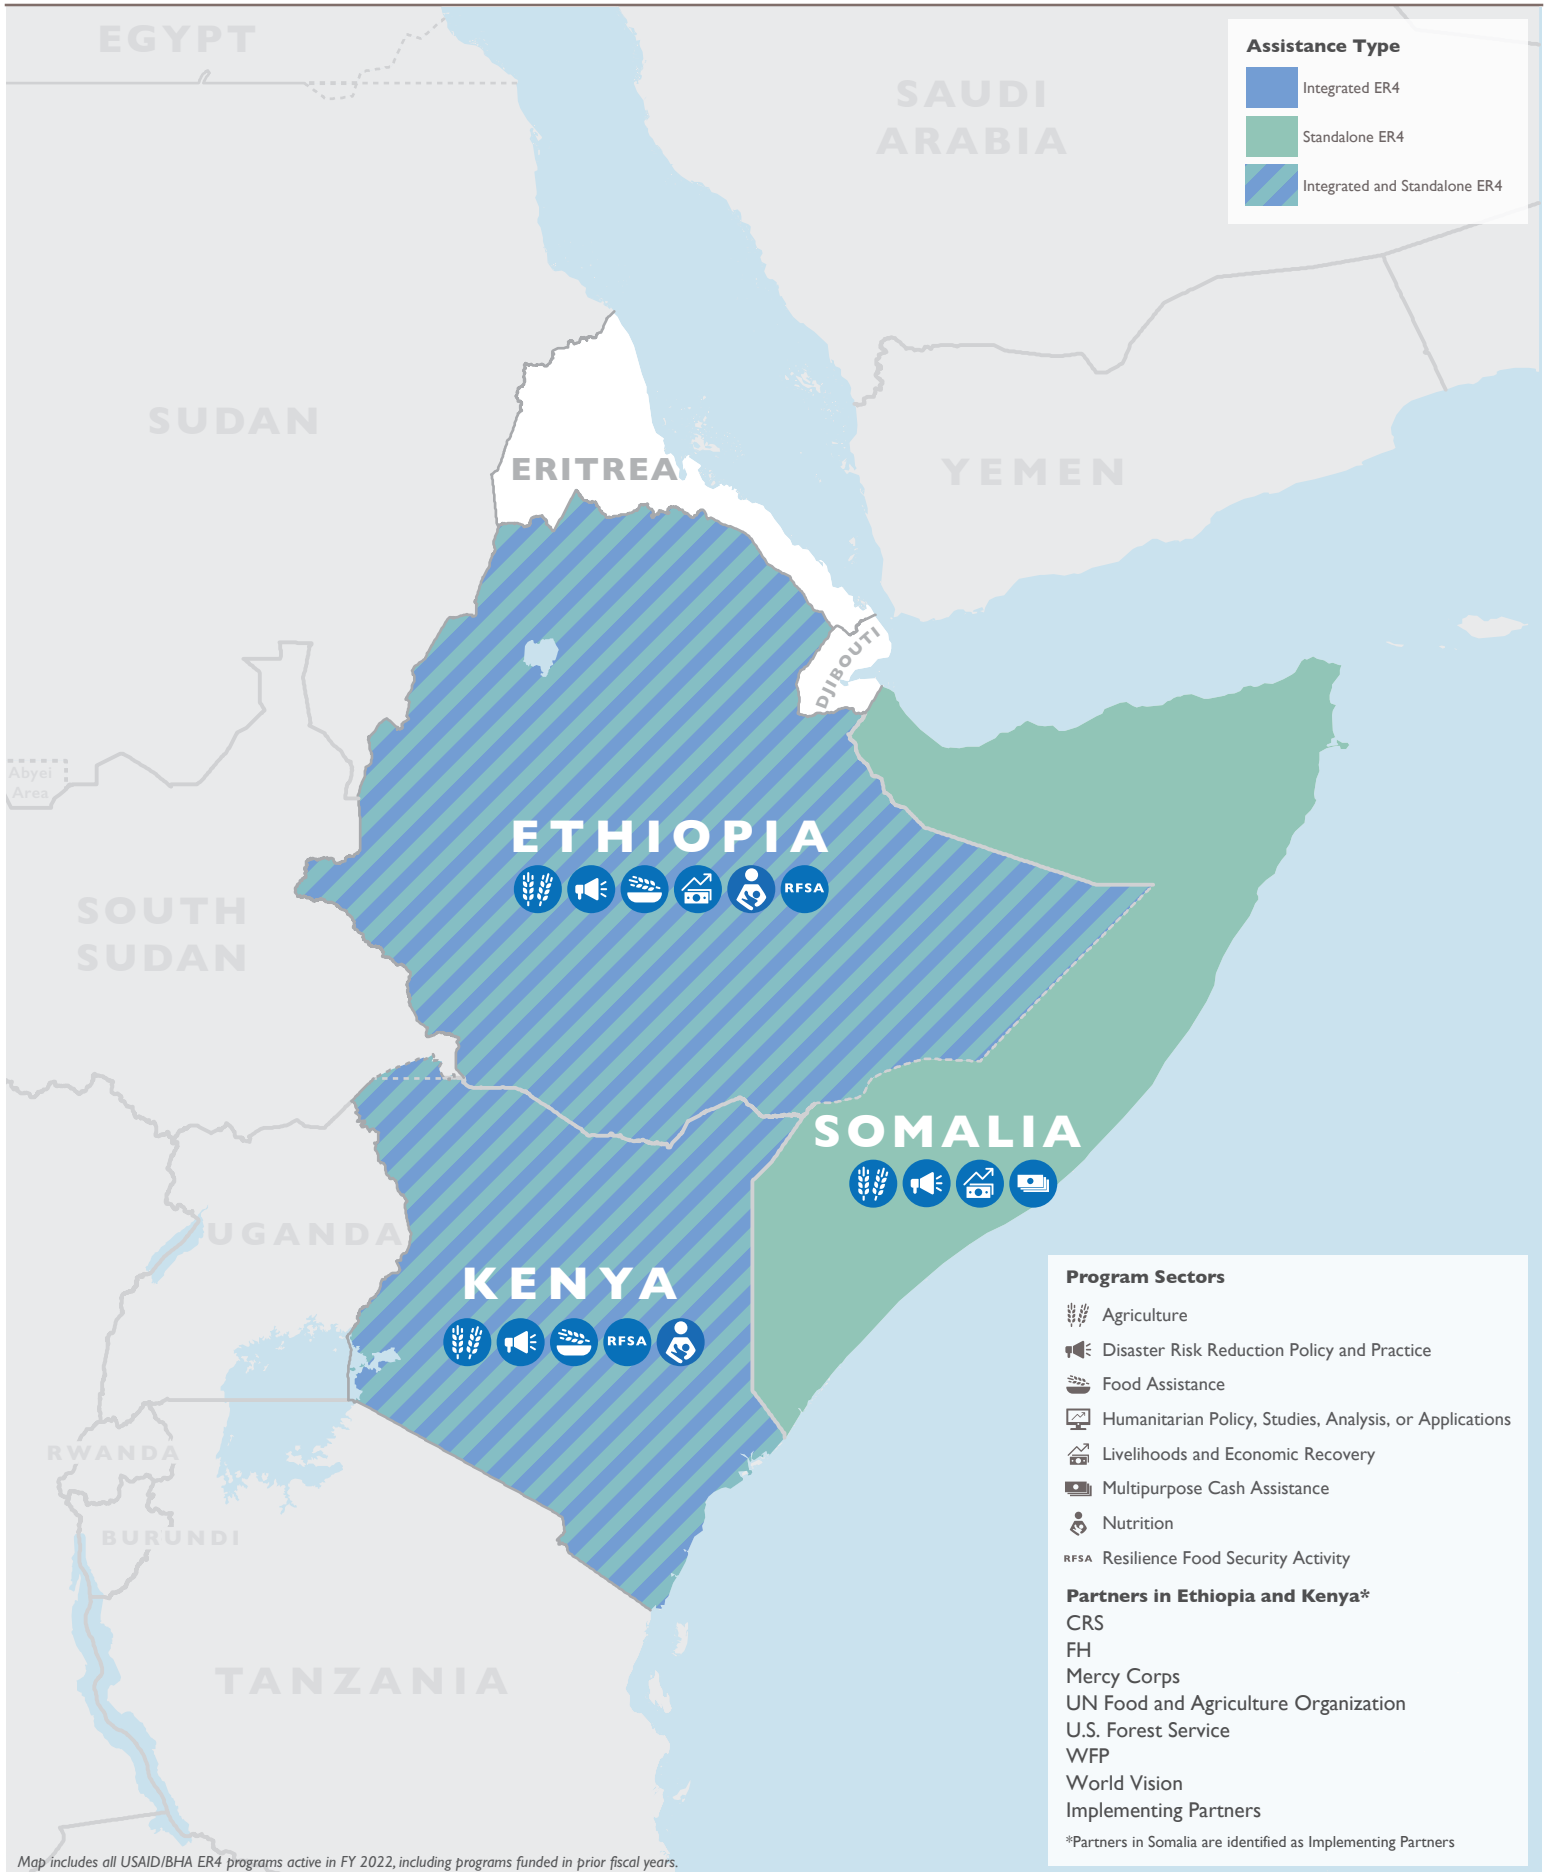 EGYPT
SAUDI
ARABIA
Assistance Type
Integrated ER4
Standalone ER4
Integrated and Standalone ER4
SUDAN
ERITREA
YEMEN
DJIBOUTI
Abyei
Area
ETHIOPIA
RFSA
SOUTH
SUDAN
SOMALIA
UGANDA
KENYA
RFSA
RWANDA
BURUNDI
TANZANIA
Program Sectors
Agriculture
Disaster Risk Reduction Policy and Practice
Food Assistance
Humanitarian Policy, Studies, Analysis, or Applications
Livelihoods and Economic Recovery
Multipurpose Cash Assistance
Nutrition
RFSA Resilience Food Security Activity
Partners in Ethiopia and Kenya*
CRS
FH
Mercy Corps
UN Food and Agriculture Organization
U.S. Forest Service
WFP
World Vision
Implementing Partners
*Partners in Somalia are identified as Implementing Partners
Map includes all USAID/BHA ER4 programs active in FY 2022, including programs funded in prior fiscal years.